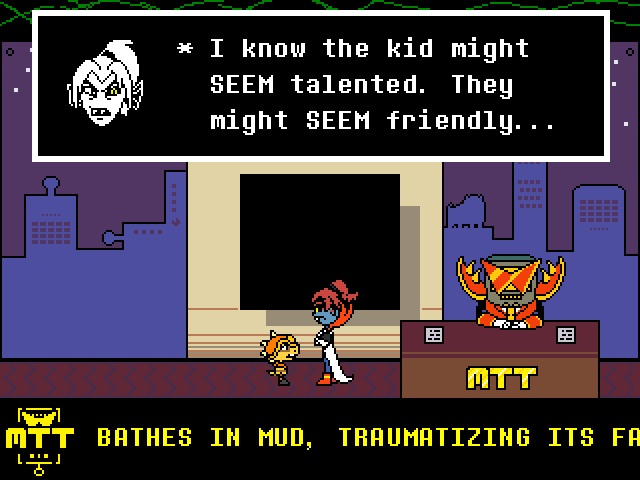 * I know the kid might
SEEM talented. They
might SEEM friendly...
MTT
MTT BATHES IN MUD, TRAUMATIZING ITS FA